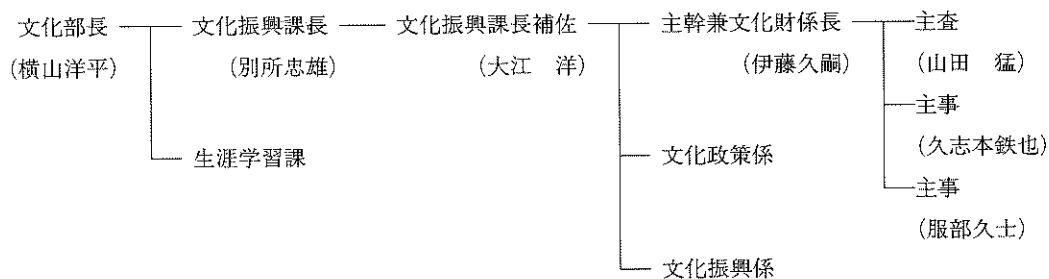 文化部長 文化振興課長 文化振興課長補佐 主幹兼文化財係長 主査
(横山洋平) (別所忠雄) (大江　洋) (伊藤久嗣) (山田　猛)
主事
(久志本鉄也)
生涯学習課 文化政策係
主事
(服部久士)
文化振興係